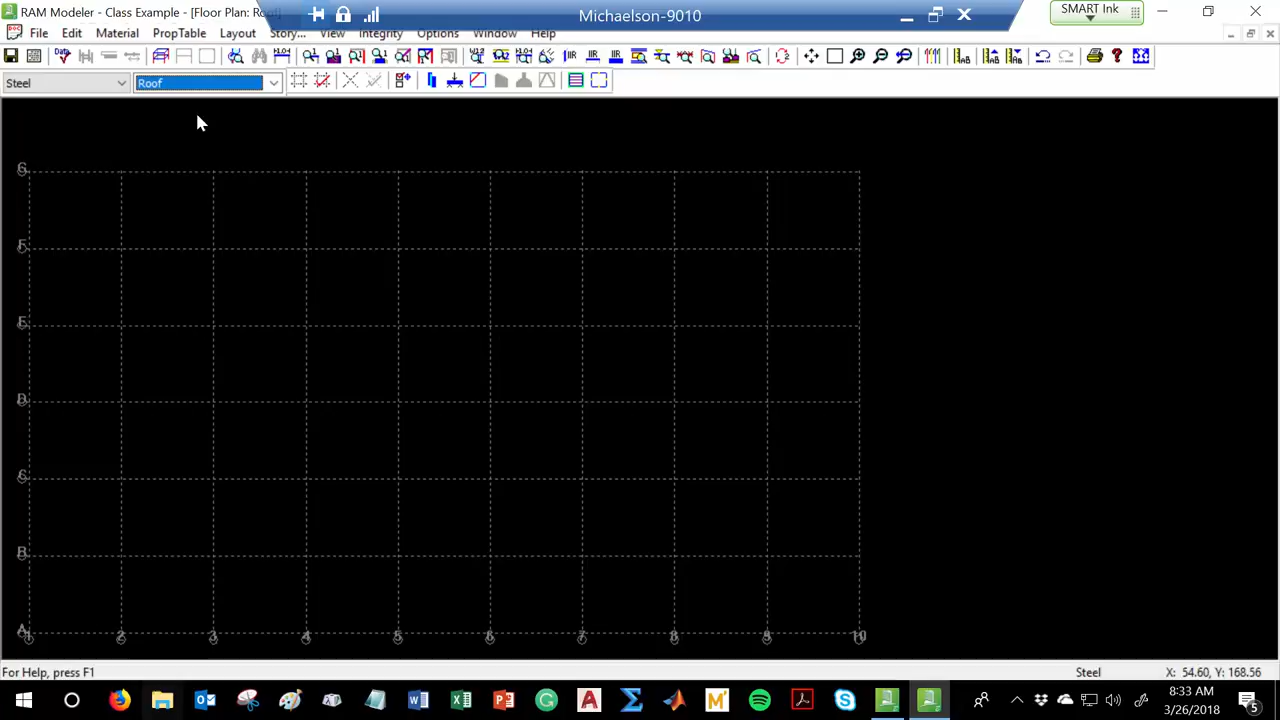 RAM Modeler - Class Example - [Floor Plan: Roof]
Michaelson-9010
SMART Ink
File Edit Material PropTable Layout Story... View Integrity Options Window Help
Steel
Roof
G
F
E
D
C
B
A
1 2 3 4 5 6 7 8 9 10
For Help, press F1
Steel
X: 54.60, Y: 168.56
8:33 AM
3/26/2018
5